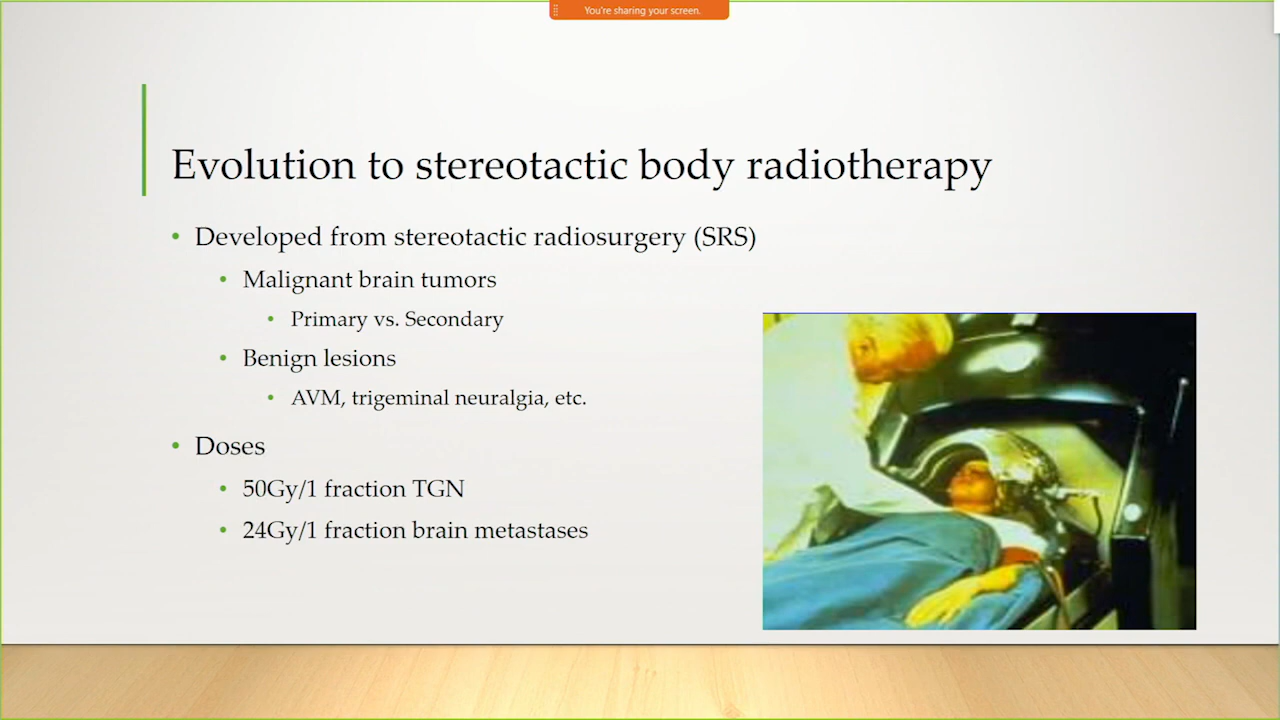 You're sharing your screen.
Evolution to stereotactic body radiotherapy
• Developed from stereotactic radiosurgery (SRS)
• Malignant brain tumors
• Primary vs. Secondary
• Benign lesions
• AVM, trigeminal neuralgia, etc.
• Doses
• 50Gy/1 fraction TGN
• 24Gy/1 fraction brain metastases